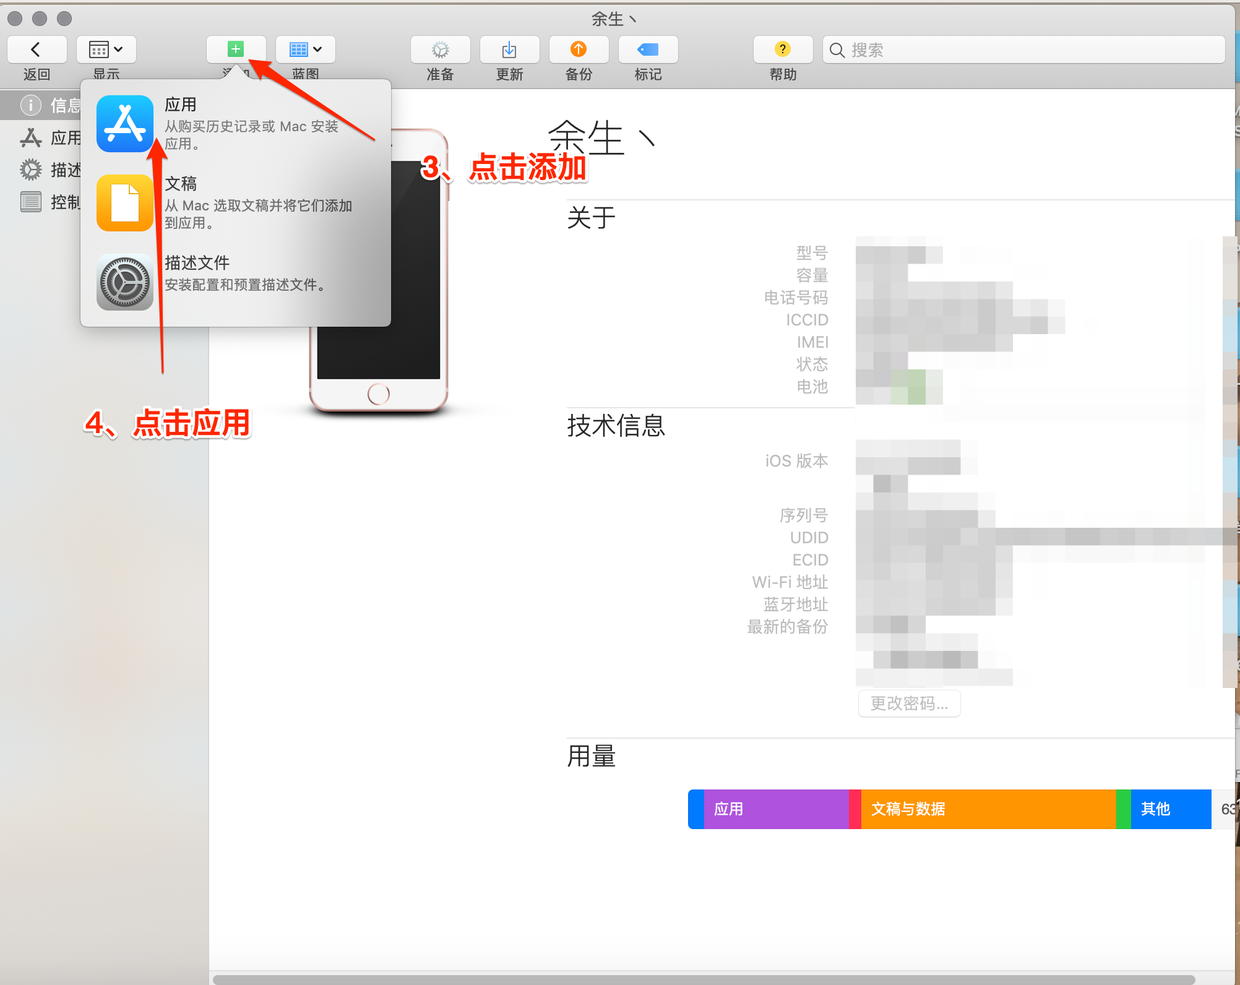 余生丶
返回
显示
蓝图
准备
更新
备份
标记
?
帮助
搜索
信息
应用
描述
控制
应用
从购买历史记录或 Mac 安装
应用。
文稿
从 Mac 选取文稿并将它们添加
到应用。
描述文件
安装配置和预置描述文件。
3、点击添加
4、点击应用
余生丶
关于
型号
容量
电话号码
ICCID
IMEI
状态
电池
技术信息
iOS 版本
序列号
UDID
ECID
Wi-Fi 地址
蓝牙地址
最新的备份
更改密码...
用量
应用
文稿与数据
其他
63